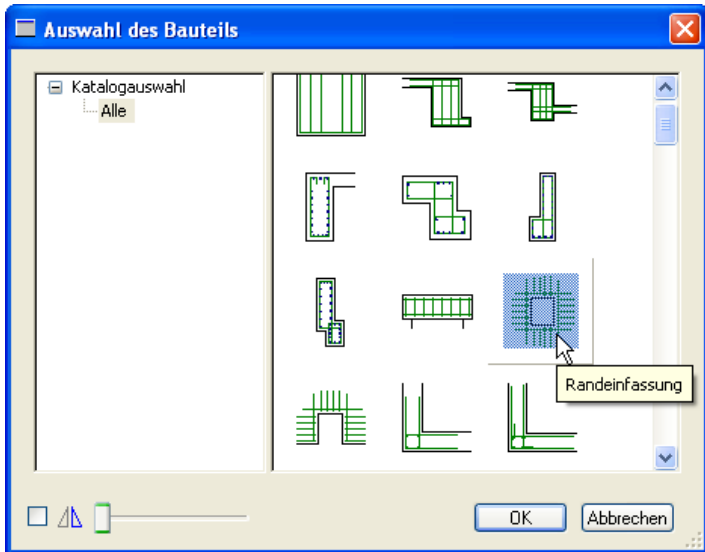 Auswahl des Bauteils
Katalogauswahl
Alle
Randeinfassung
OK
Abbrechen